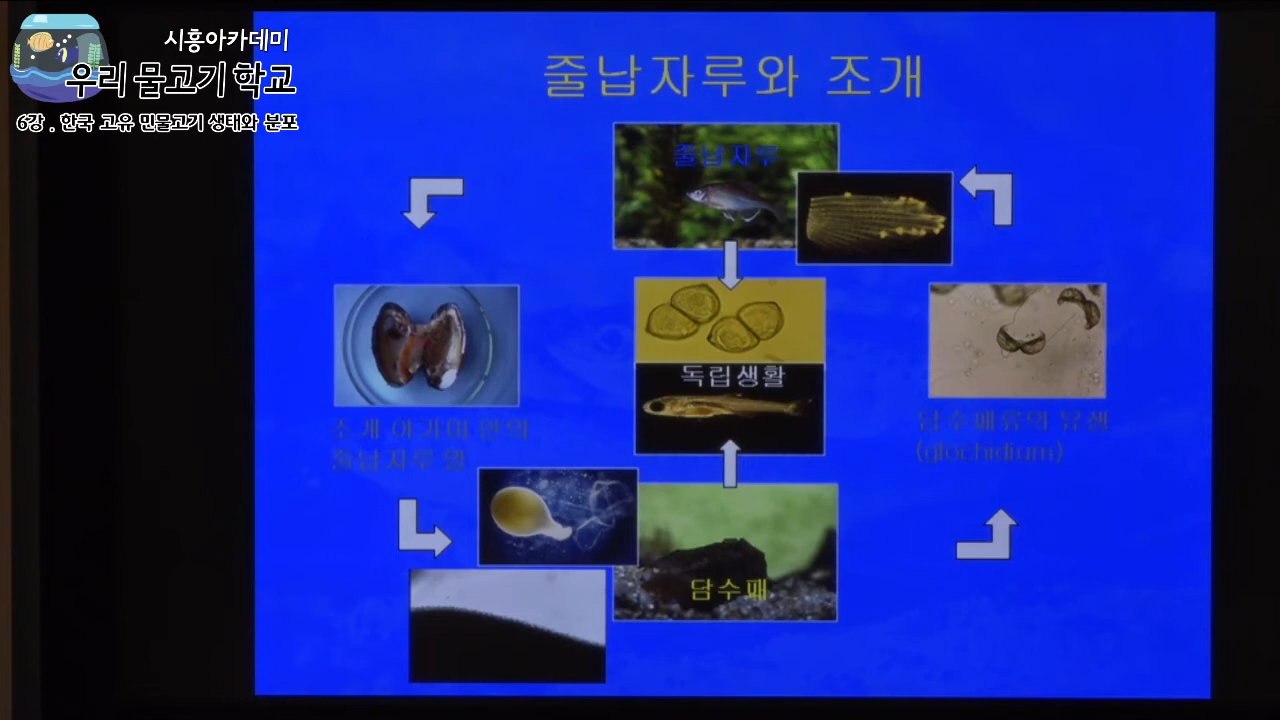 시흥아카데미
우리 물고기 학교
6강 . 한국 고유 민물고기 생태와 분포
줄납자루와 조개
줄납자루
독립생활
조개 아가미 안의
줄납자루 알
담수패류의 유생
(glochidium)
담수패